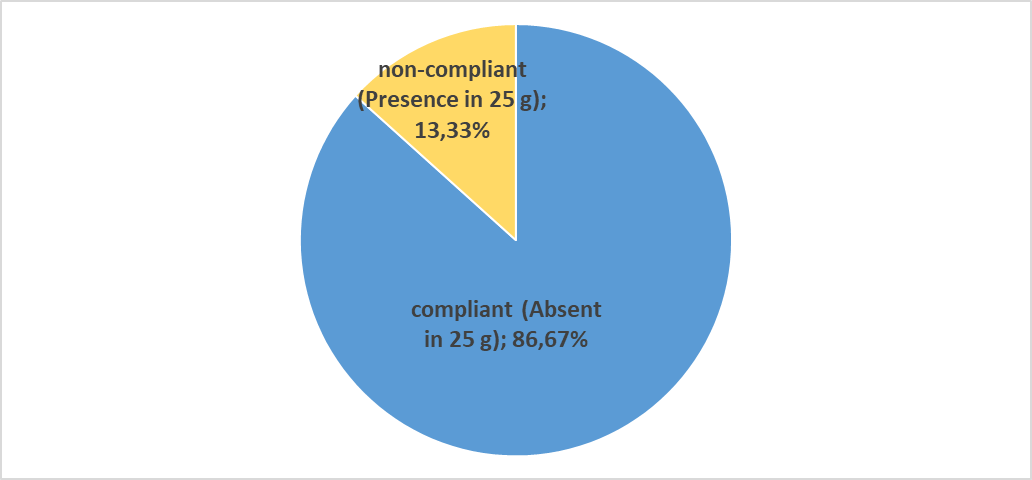 non-compliant
(Presence in 25 g);
13,33%
compliant (Absent
in 25 g); 86,67%